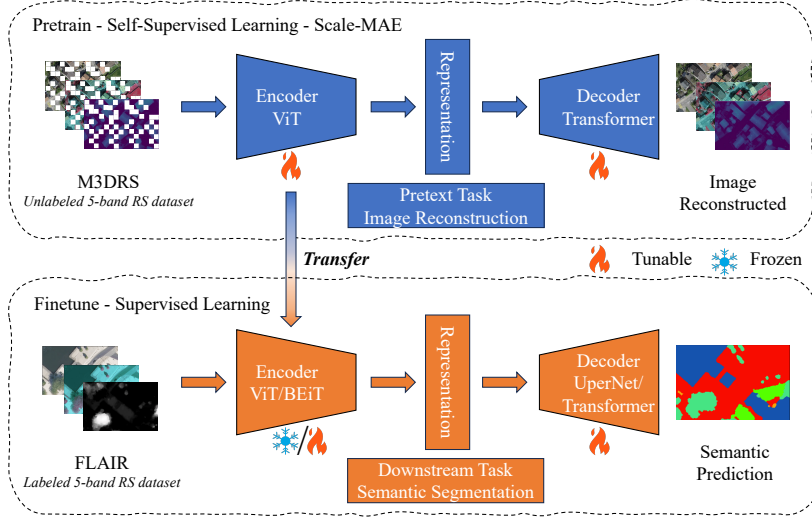 Pretrain - Self-Supervised Learning - Scale-MAE
Encoder
ViT
Representation
Decoder
Transformer
M3DRS
Unlabeled 5-band RS dataset
Pretext Task
Image Reconstruction
Image
Reconstructed
Transfer
Tunable
Frozen
Finetune - Supervised Learning
Encoder
ViT/BEiT
Representation
Decoder
UperNet/
Transformer
/
FLAIR
Labeled 5-band RS dataset
Downstream Task
Semantic Segmentation
Semantic
Prediction